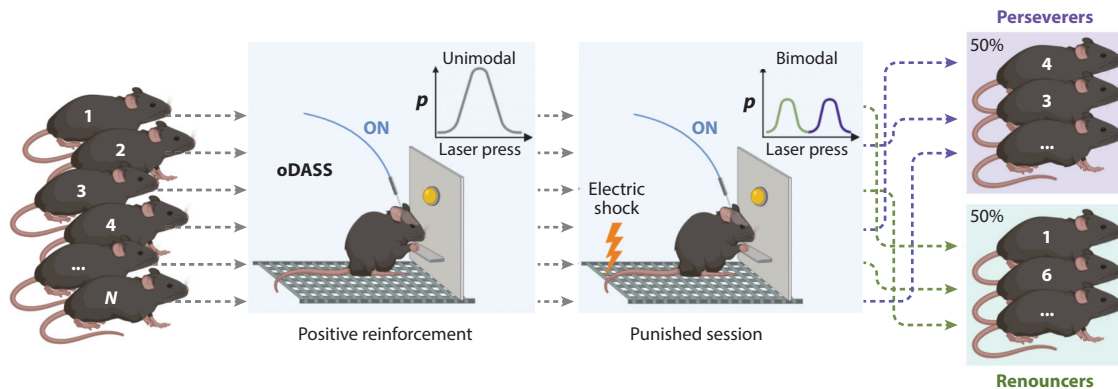 1
2
3
4
...
N
Unimodal
p
Laser press
ON
oDASS
Positive reinforcement
Bimodal
p
Laser press
ON
Electric
shock
Punished session
Perseverers
50%
4
3
...
50%
1
6
...
Renouncers